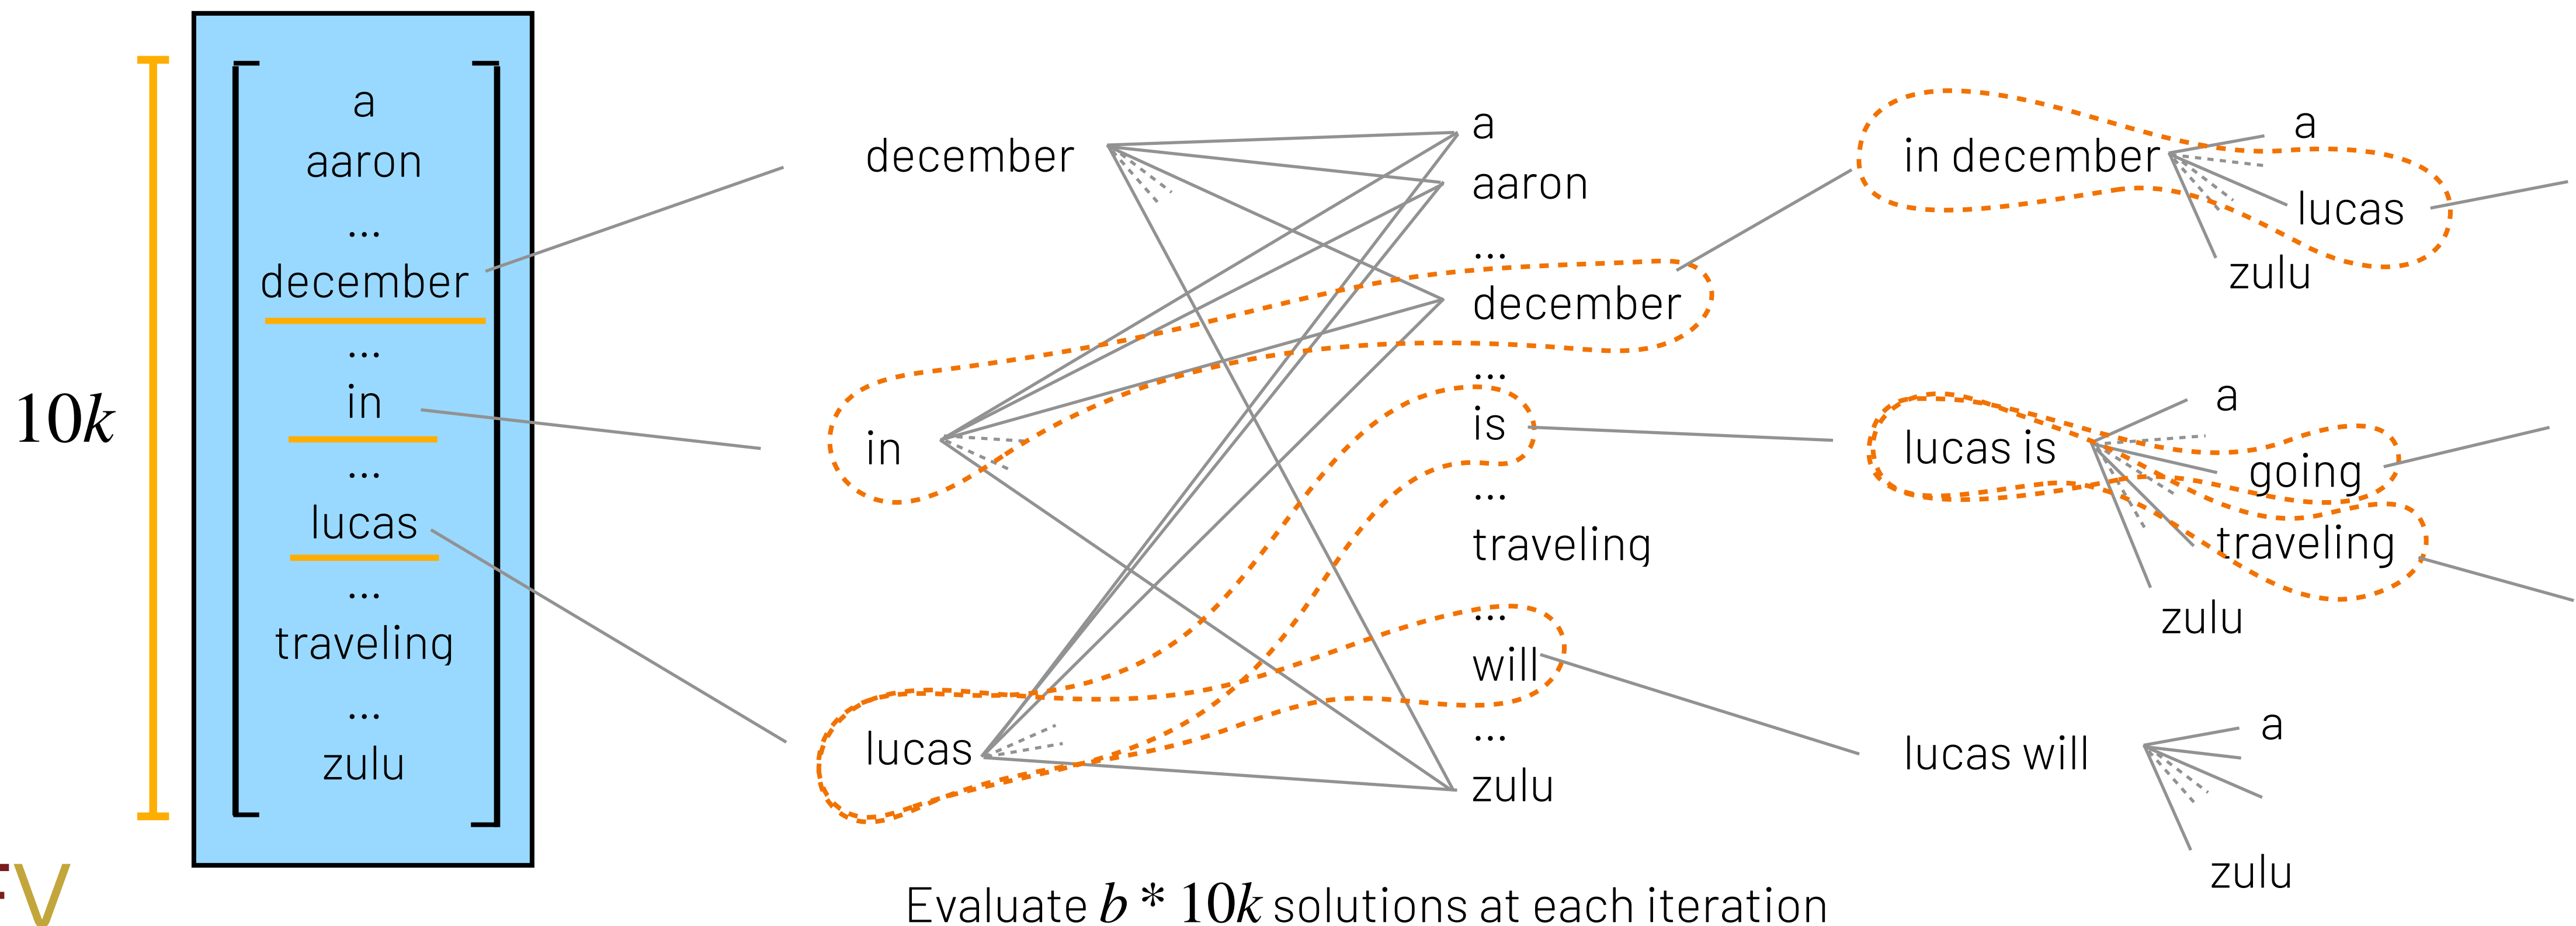 10k
a
aaron
...
december
...
in
...
lucas
...
traveling
...
zulu
december
in
lucas
a
aaron
...
december
...
is
...
traveling
...
will
...
zulu
in december
a
lucas
zulu
lucas is
a
going
traveling
zulu
lucas will
a
zulu
Evaluate b * 10k solutions at each iteration
V